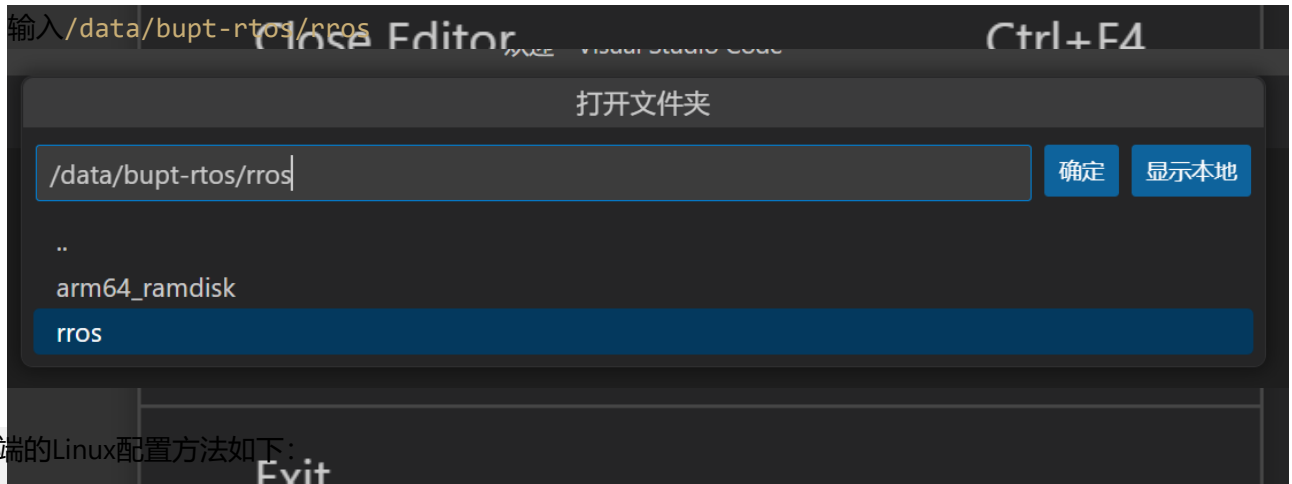 输入/data/bupt-rtos/rros
Close Editor Ctrl+F4
欢迎 - Visual Studio Code
打开文件夹
/data/bupt-rtos/rros 确定 显示本地
..
arm64_ramdisk
rros
端的Linux配置方法如下：
Exit